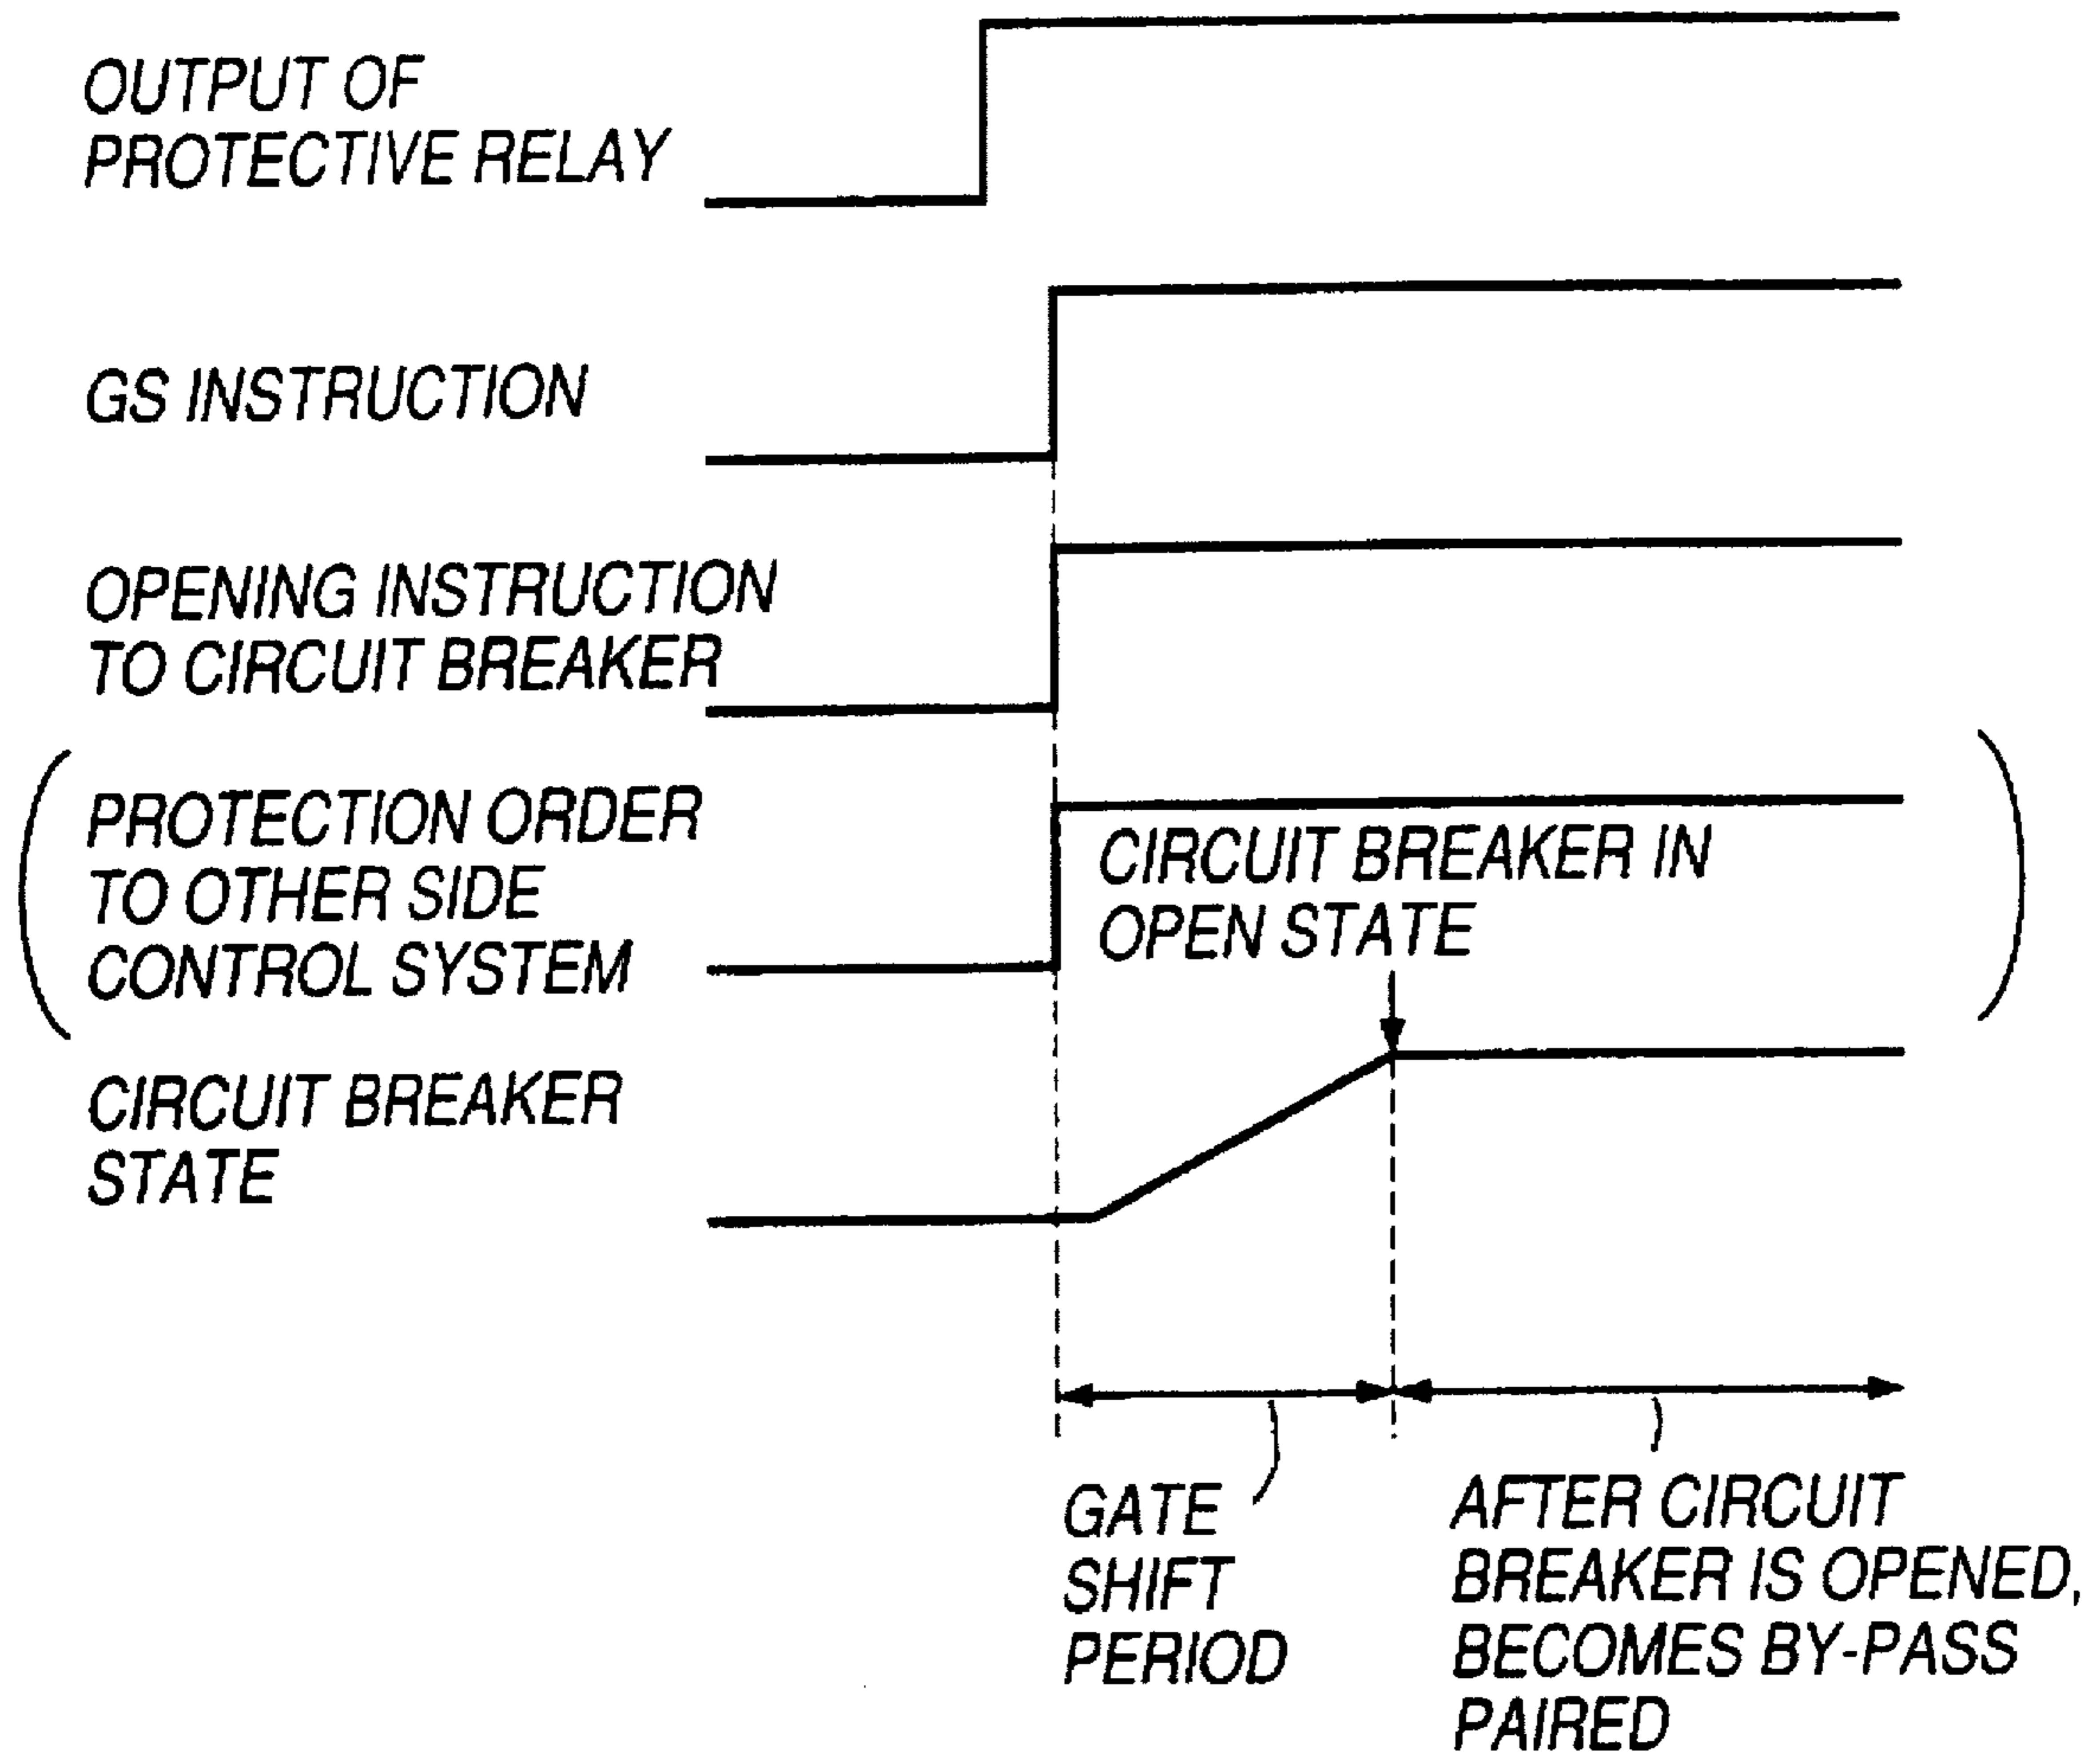 OUTPUT OF
PROTECTIVE RELAY
GS INSTRUCTION
OPENING INSTRUCTION
TO CIRCUIT BREAKER
PROTECTION ORDER
TO OTHER SIDE
CONTROL SYSTEM
CIRCUIT BREAKER IN
OPEN STATE
CIRCUIT BREAKER
STATE
GATE
SHIFT
PERIOD
AFTER CIRCUIT
BREAKER IS OPENED,
BECOMES BY-PASS
PAIRED